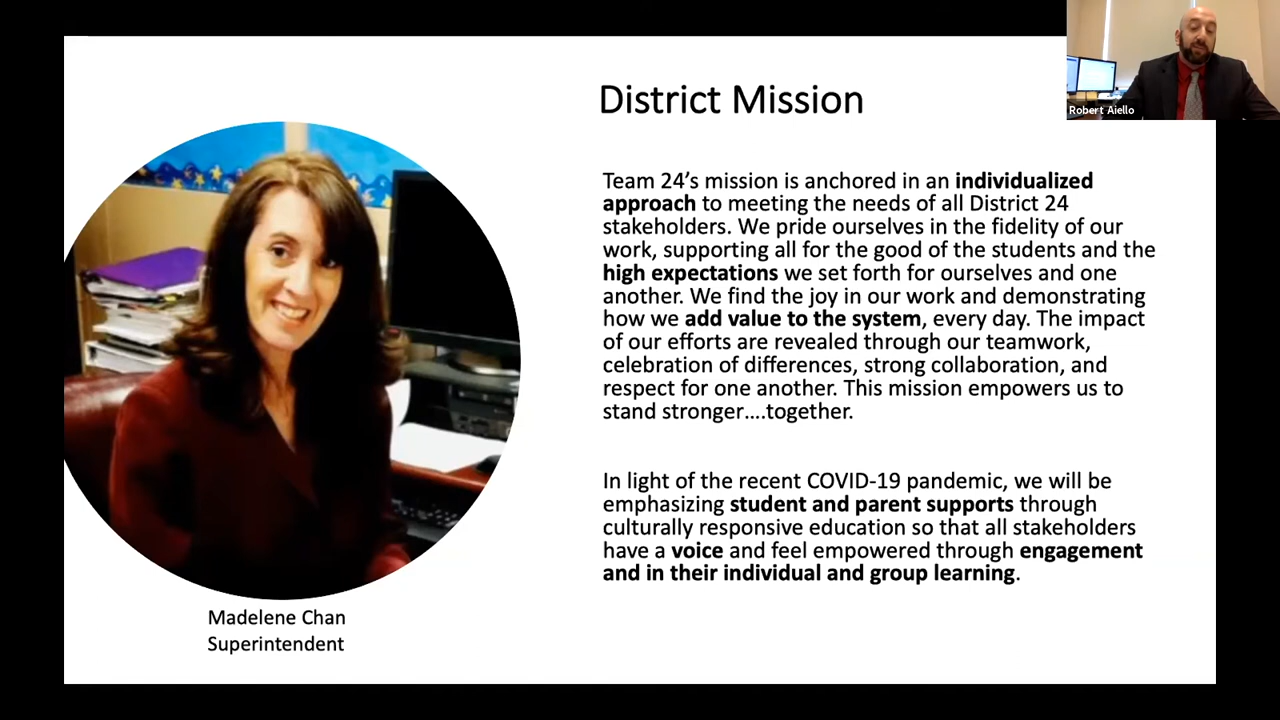 District Mission
Robert Aiello
Team 24's mission is anchored in an individualized
approach to meeting the needs of all District 24
stakeholders. We pride ourselves in the fidelity of our
work, supporting all for the good of the students and the
high expectations we set forth for ourselves and one
another. We find the joy in our work and demonstrating
how we add value to the system, every day. The impact
of our efforts are revealed through our teamwork,
celebration of differences, strong collaboration, and
respect for one another. This mission empowers us to
stand stronger....together.
In light of the recent COVID-19 pandemic, we will be
emphasizing student and parent supports through
culturally responsive education so that all stakeholders
have a voice and feel empowered through engagement
and in their individual and group learning.
Madelene Chan
Superintendent